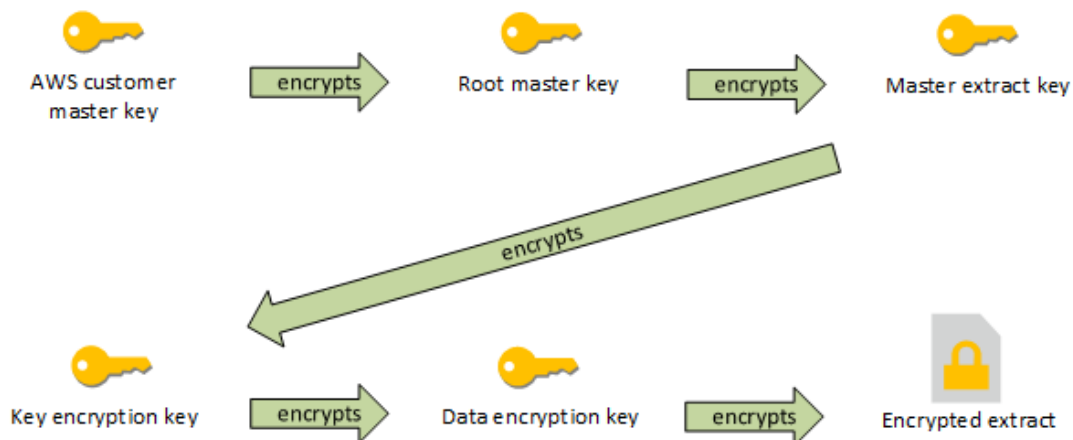 AWS customer
master key
encrypts
Root master key
encrypts
Master extract key
encrypts
Key encryption key
encrypts
Data encryption key
encrypts
Encrypted extract